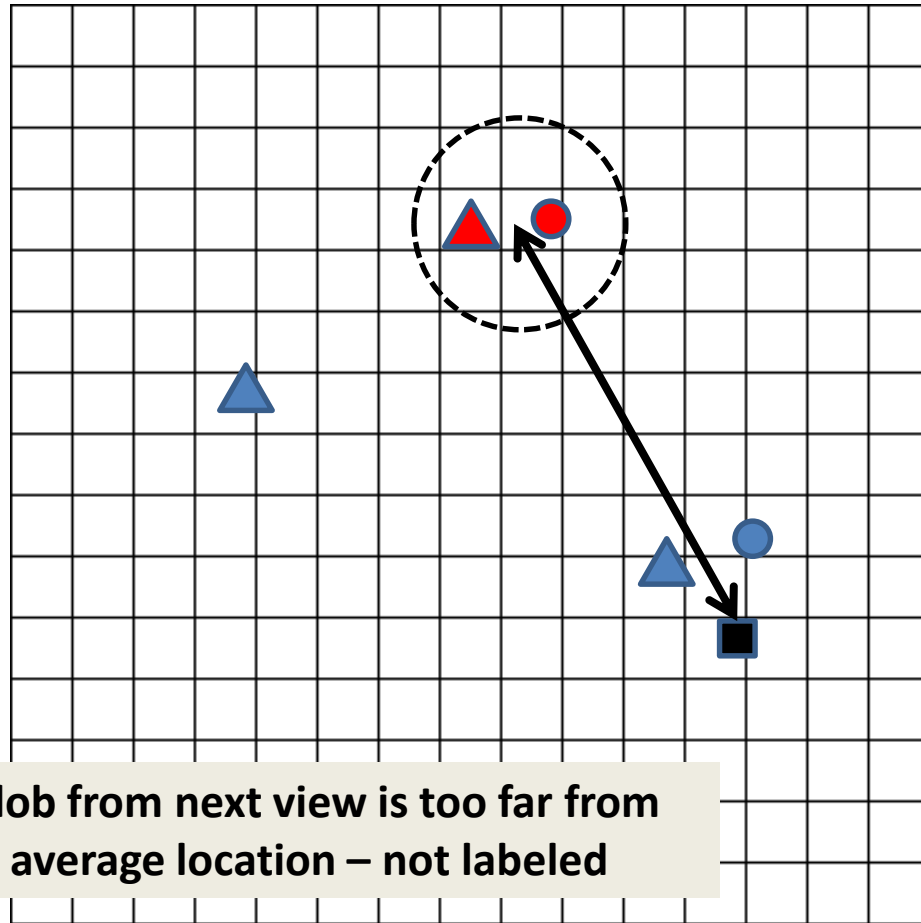 lob from next view is too far from
average location – not labeled